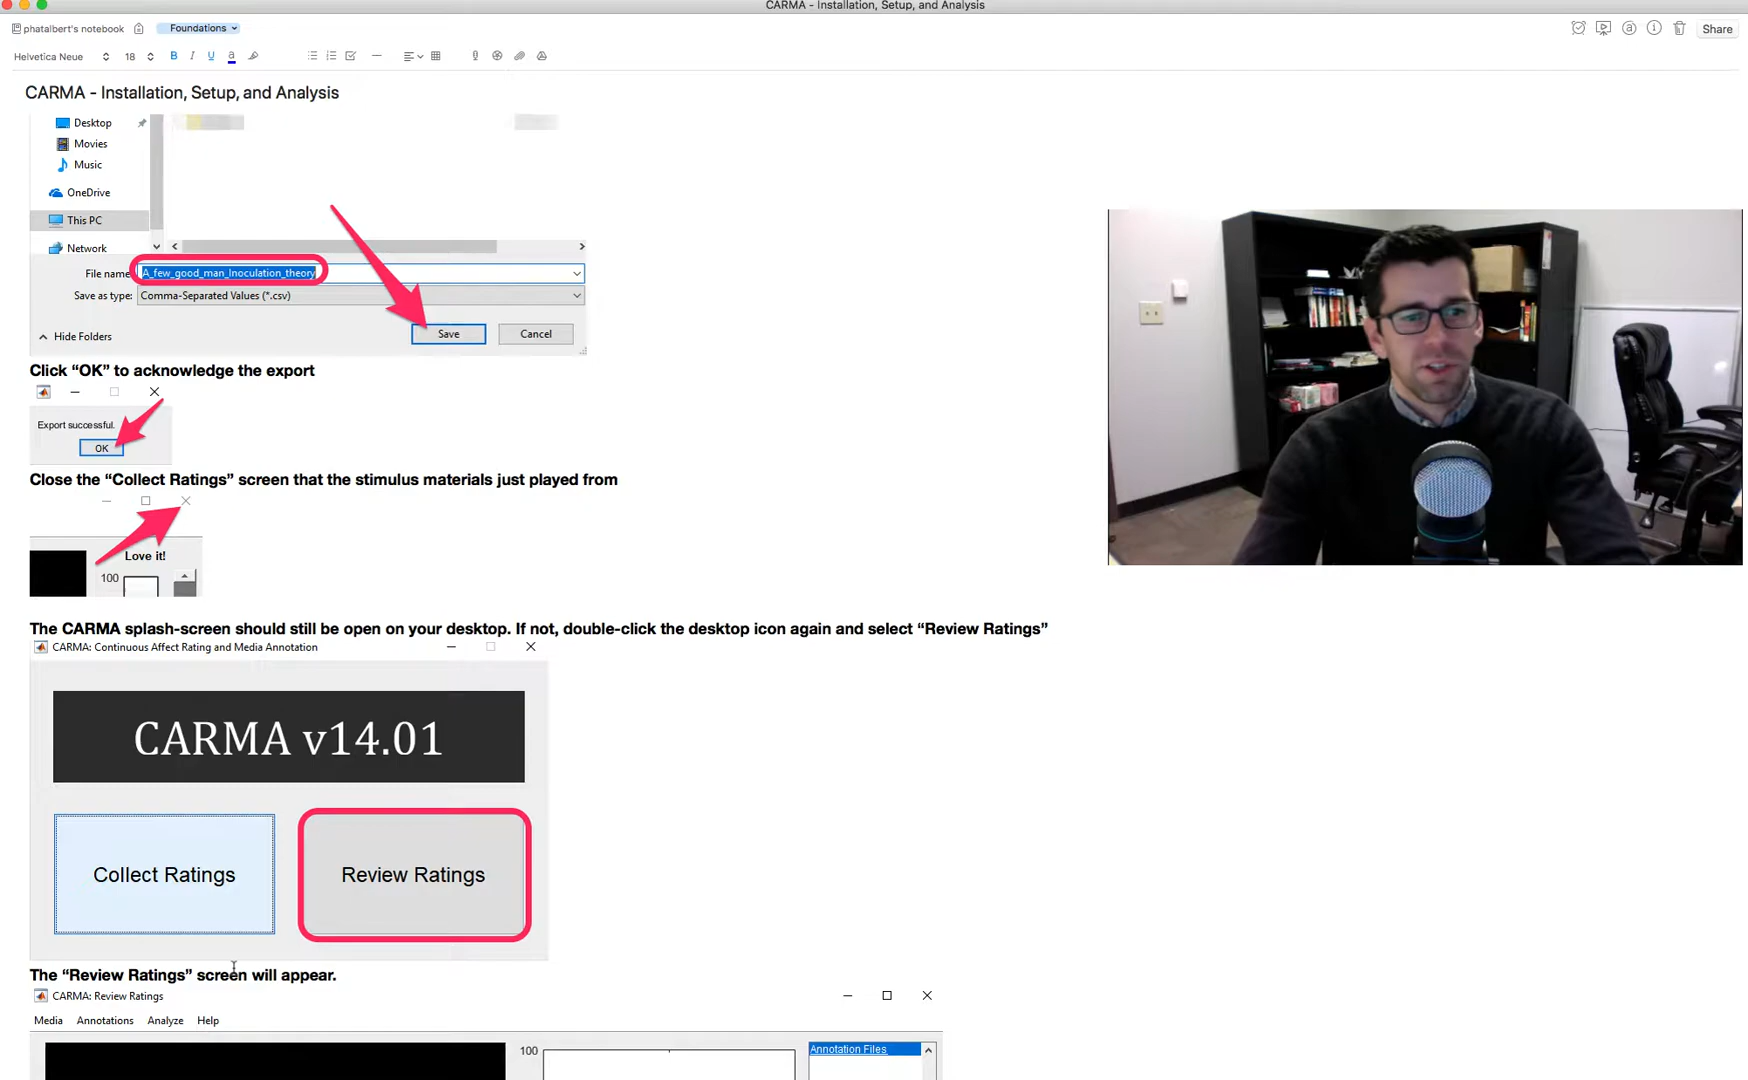 CARMA - Installation, Setup, and Analysis
phatalbert's notebook
Foundations
Share
Helvetica Neue
18
B I U a
CARMA - Installation, Setup, and Analysis
Desktop
Movies
Music
OneDrive
This PC
Network
File name: A_few_good_man_Inoculation_theory
Save as type: Comma-Separated Values (*.csv)
Hide Folders
Save
Cancel
Click “OK” to acknowledge the export
Export successful.
OK
Close the “Collect Ratings” screen that the stimulus materials just played from
Love it!
100
The CARMA splash-screen should still be open on your desktop. If not, double-click the desktop icon again and select “Review Ratings”
CARMA: Continuous Affect Rating and Media Annotation
CARMA v14.01
Collect Ratings
Review Ratings
The “Review Ratings” screen will appear.
CARMA: Review Ratings
Media Annotations Analyze Help
100
Annotation Files